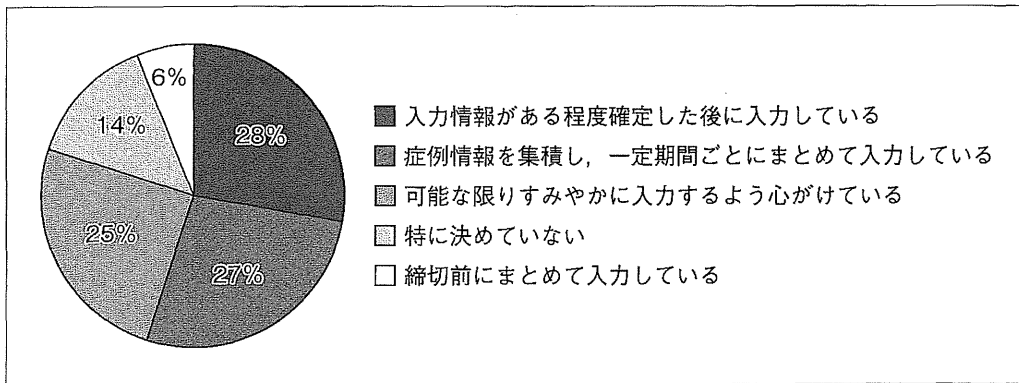 6%
14%
28%
25%
27%
入力情報がある程度確定した後に入力している
症例情報を集積し，一定期間ごとにまとめて入力している
可能な限りすみやかに入力するよう心がけている
特に決めていない
締切前にまとめて入力している